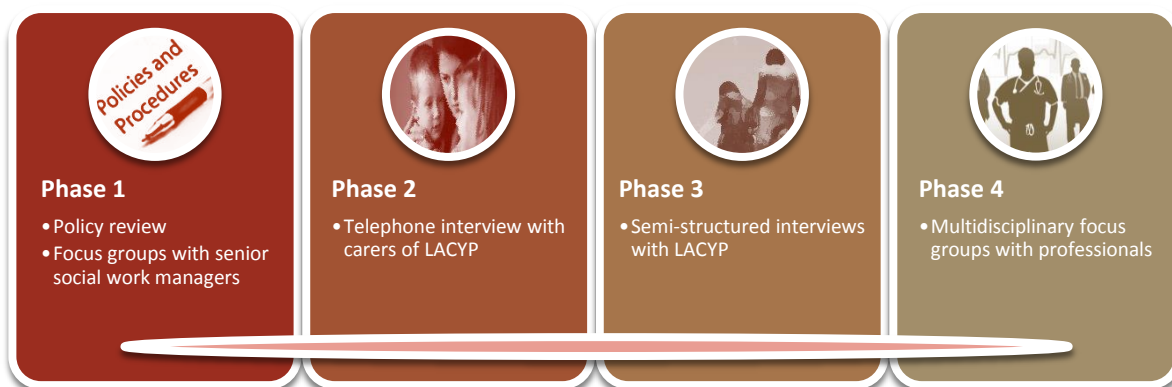 Policies and
Procedures
Phase 1
•Policy review
•Focus groups with senior
social work managers
Phase 2
•Telephone interview with
carers of LACYP
Phase 3
•Semi-structured interviews
with LACYP
Phase 4
•Multidisciplinary focus
groups with professionals